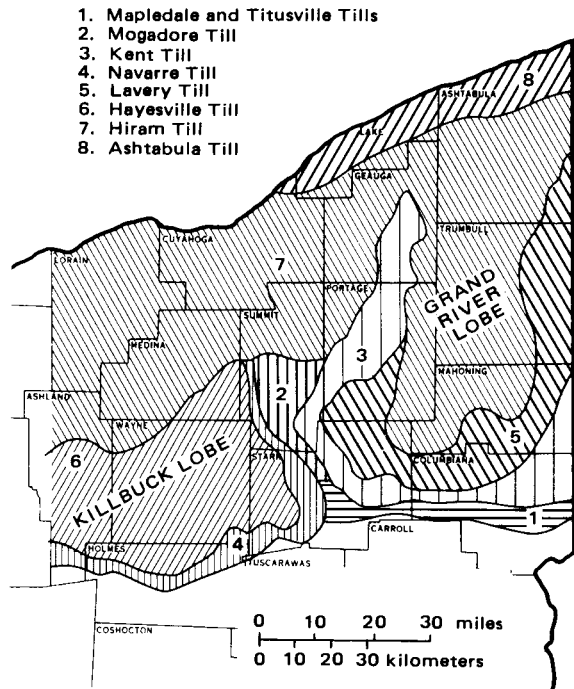 1. Mapledale and Titusville Tills
2. Mogadore Till
3. Kent Till
4. Navarre Till
5. Lavery Till
6. Hayesville Till
7. Hiram Till
8. Ashtabula Till
8
ASHTABULA
LAKE
GEAUGA
CUYAHOGA
TRUMBULL
LORAIN
7
PORTAGE
GRAND
RIVER
LOBE
SUMMIT
MEDINA
3
MAHONING
2
ASHLAND
WAYNE
5
6
STARK
COLUMBIANA
KILLBUCK LOBE
1
CARROLL
4
HOLMES
TUSCARAWAS
0 10 20 30 miles
COSHOCTON
0 10 20 30 kilometers